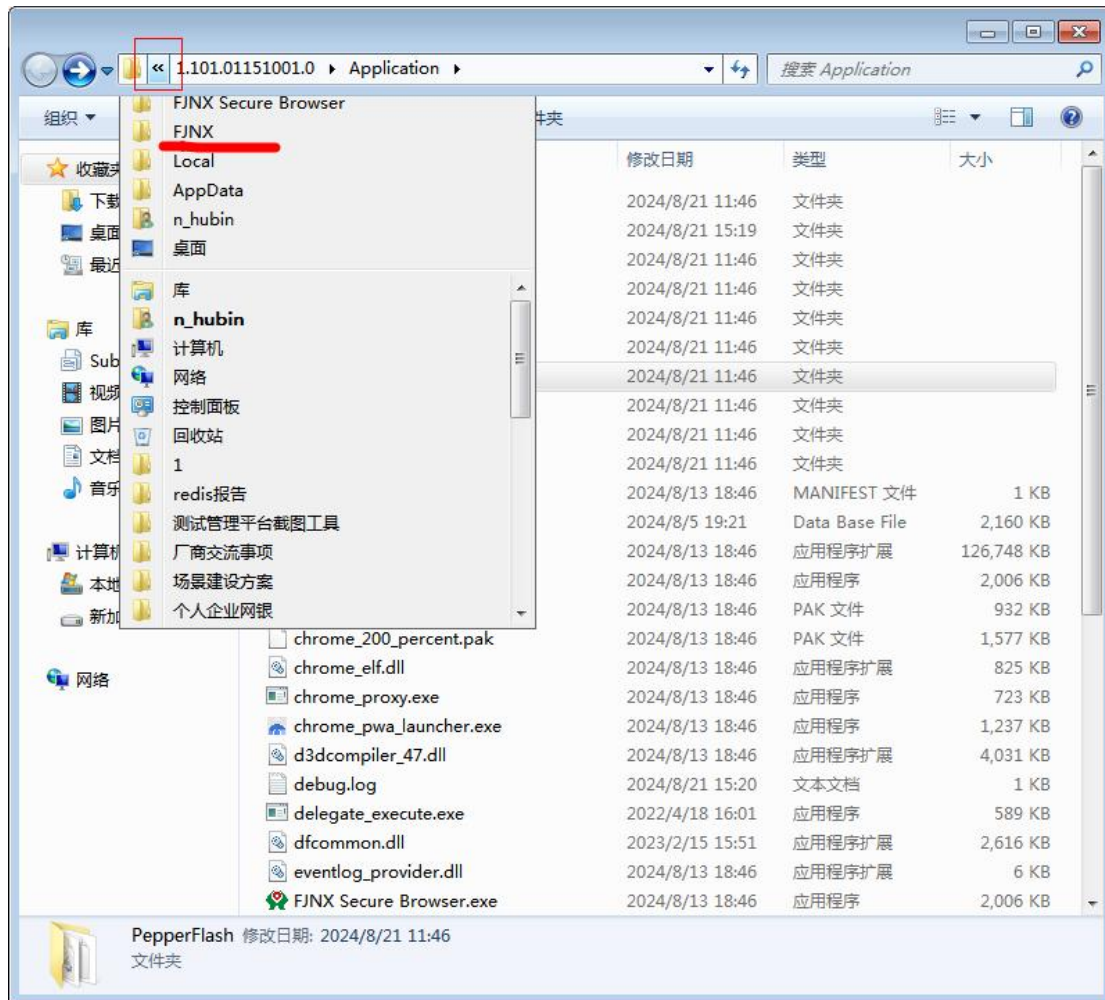 « 1.101.01151001.0 Application 搜索 Application
组织
件夹
FJNX Secure Browser
FJNX
Local
AppData
n_hubin
桌面
库
n_hubin
计算机
网络
控制面板
回收站
1
redis报告
测试管理平台截图工具
厂商交流事项
场景建设方案
个人企业网银
收藏夹
下载
桌面
最近
库
Sub
视频
图片
文档
音乐
计算机
本地
新加
网络
修改日期 类型 大小
2024/8/21 11:46 文件夹
2024/8/21 15:19 文件夹
2024/8/21 11:46 文件夹
2024/8/21 11:46 文件夹
2024/8/21 11:46 文件夹
2024/8/21 11:46 文件夹
2024/8/21 11:46 文件夹
2024/8/21 11:46 文件夹
2024/8/21 11:46 文件夹
2024/8/21 11:46 文件夹
2024/8/13 18:46 MANIFEST 文件 1 KB
2024/8/5 19:21 Data Base File 2,160 KB
2024/8/13 18:46 应用程序扩展 126,748 KB
2024/8/13 18:46 应用程序 2,006 KB
2024/8/13 18:46 PAK 文件 932 KB
chrome_200_percent.pak 2024/8/13 18:46 PAK 文件 1,577 KB
chrome_elf.dll 2024/8/13 18:46 应用程序扩展 825 KB
chrome_proxy.exe 2024/8/13 18:46 应用程序 723 KB
chrome_pwa_launcher.exe 2024/8/13 18:46 应用程序 1,237 KB
d3dcompiler_47.dll 2024/8/13 18:46 应用程序扩展 4,031 KB
debug.log 2024/8/21 15:20 文本文档 1 KB
delegate_execute.exe 2022/4/18 16:01 应用程序 589 KB
dfcommon.dll 2023/2/15 15:51 应用程序扩展 2,616 KB
eventlog_provider.dll 2024/8/13 18:46 应用程序扩展 6 KB
FJNX Secure Browser.exe 2024/8/13 18:46 应用程序 2,006 KB
PepperFlash 修改日期: 2024/8/21 11:46
文件夹